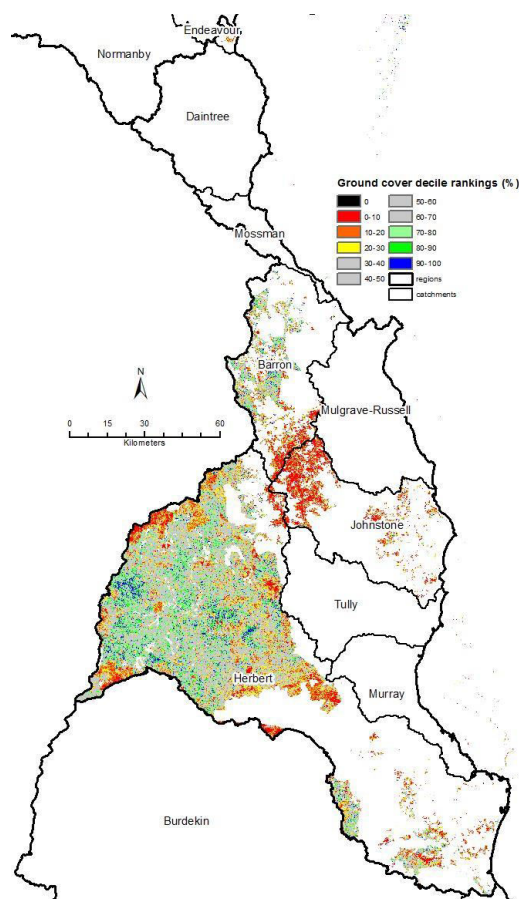 Endeavour
Normanby
Daintree
Ground cover decile rankings (%)
0 50-60
0-10 60-70
10-20 70-80
20-30 80-90
30-40 90-100
40-50 regions
catchments
Mossman
N
Barron
0 15 30 60
Kilometers
Mulgrave-Russell
Johnstone
Tully
Herbert
Murray
Burdekin